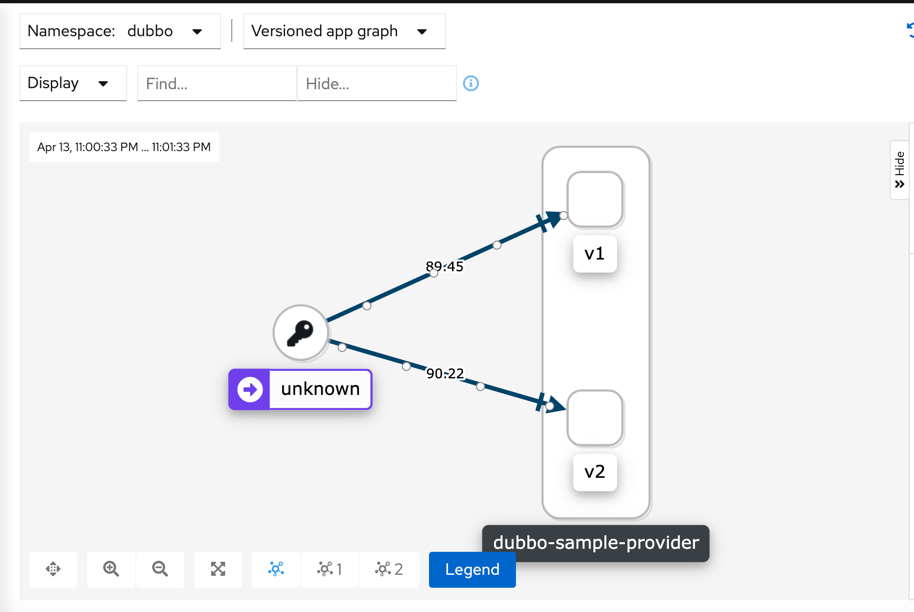 Namespace: dubbo
Versioned app graph
Display
Find...
Hide...
Apr 13, 11:00:33 PM ... 11:01:33 PM
Hide
v1
89.45
90.22
unknown
v2
dubbo-sample-provider
1
2
Legend